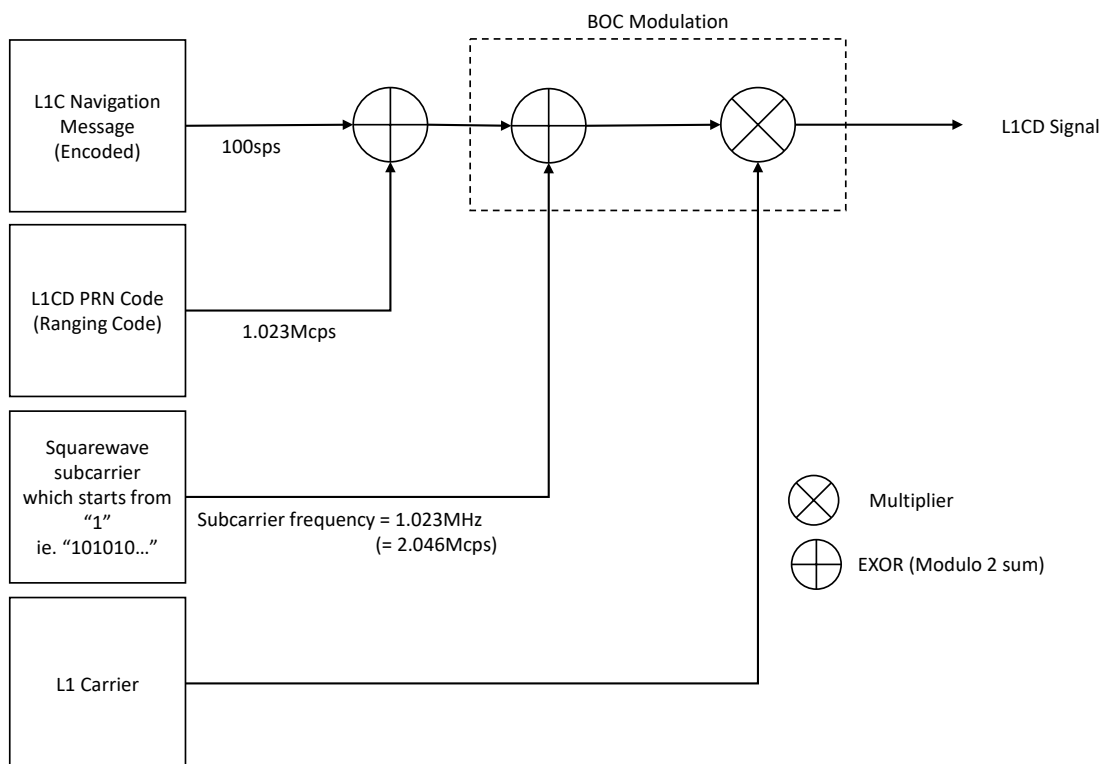 BOC Modulation
L1C Navigation
Message
(Encoded)
100sps
L1CD Signal
L1CD PRN Code
(Ranging Code)
1.023Mcps
Squarewave
subcarrier
which starts from
“1”
ie. “101010…”
Subcarrier frequency = 1.023MHz
(= 2.046Mcps)
Multiplier
EXOR (Modulo 2 sum)
L1 Carrier